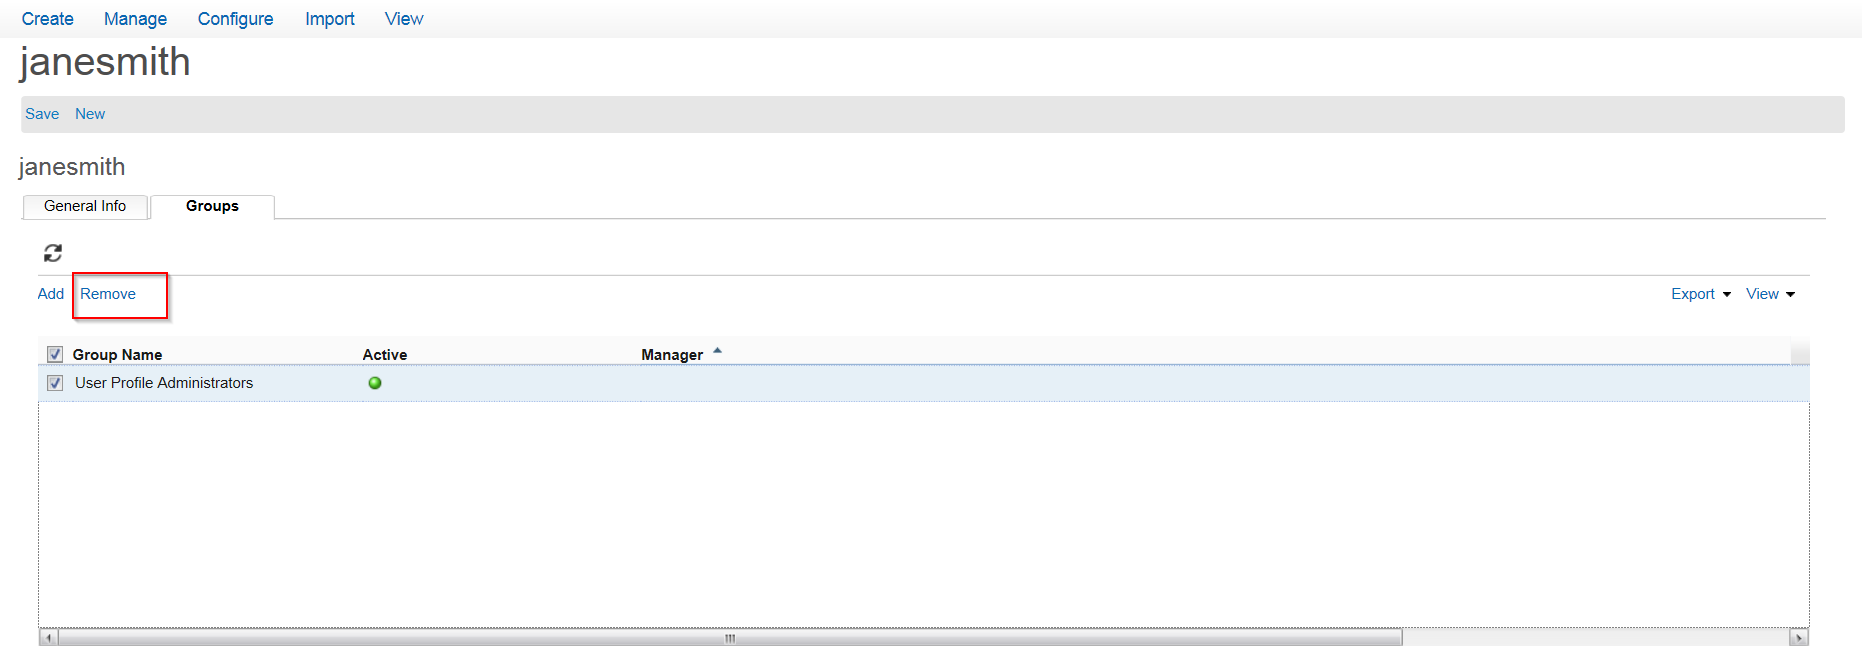 Create Manage Configure Import View
janesmith
Save New
janesmith
General Info Groups
Add Remove Export View
Group Name Active Manager
User Profile Administrators